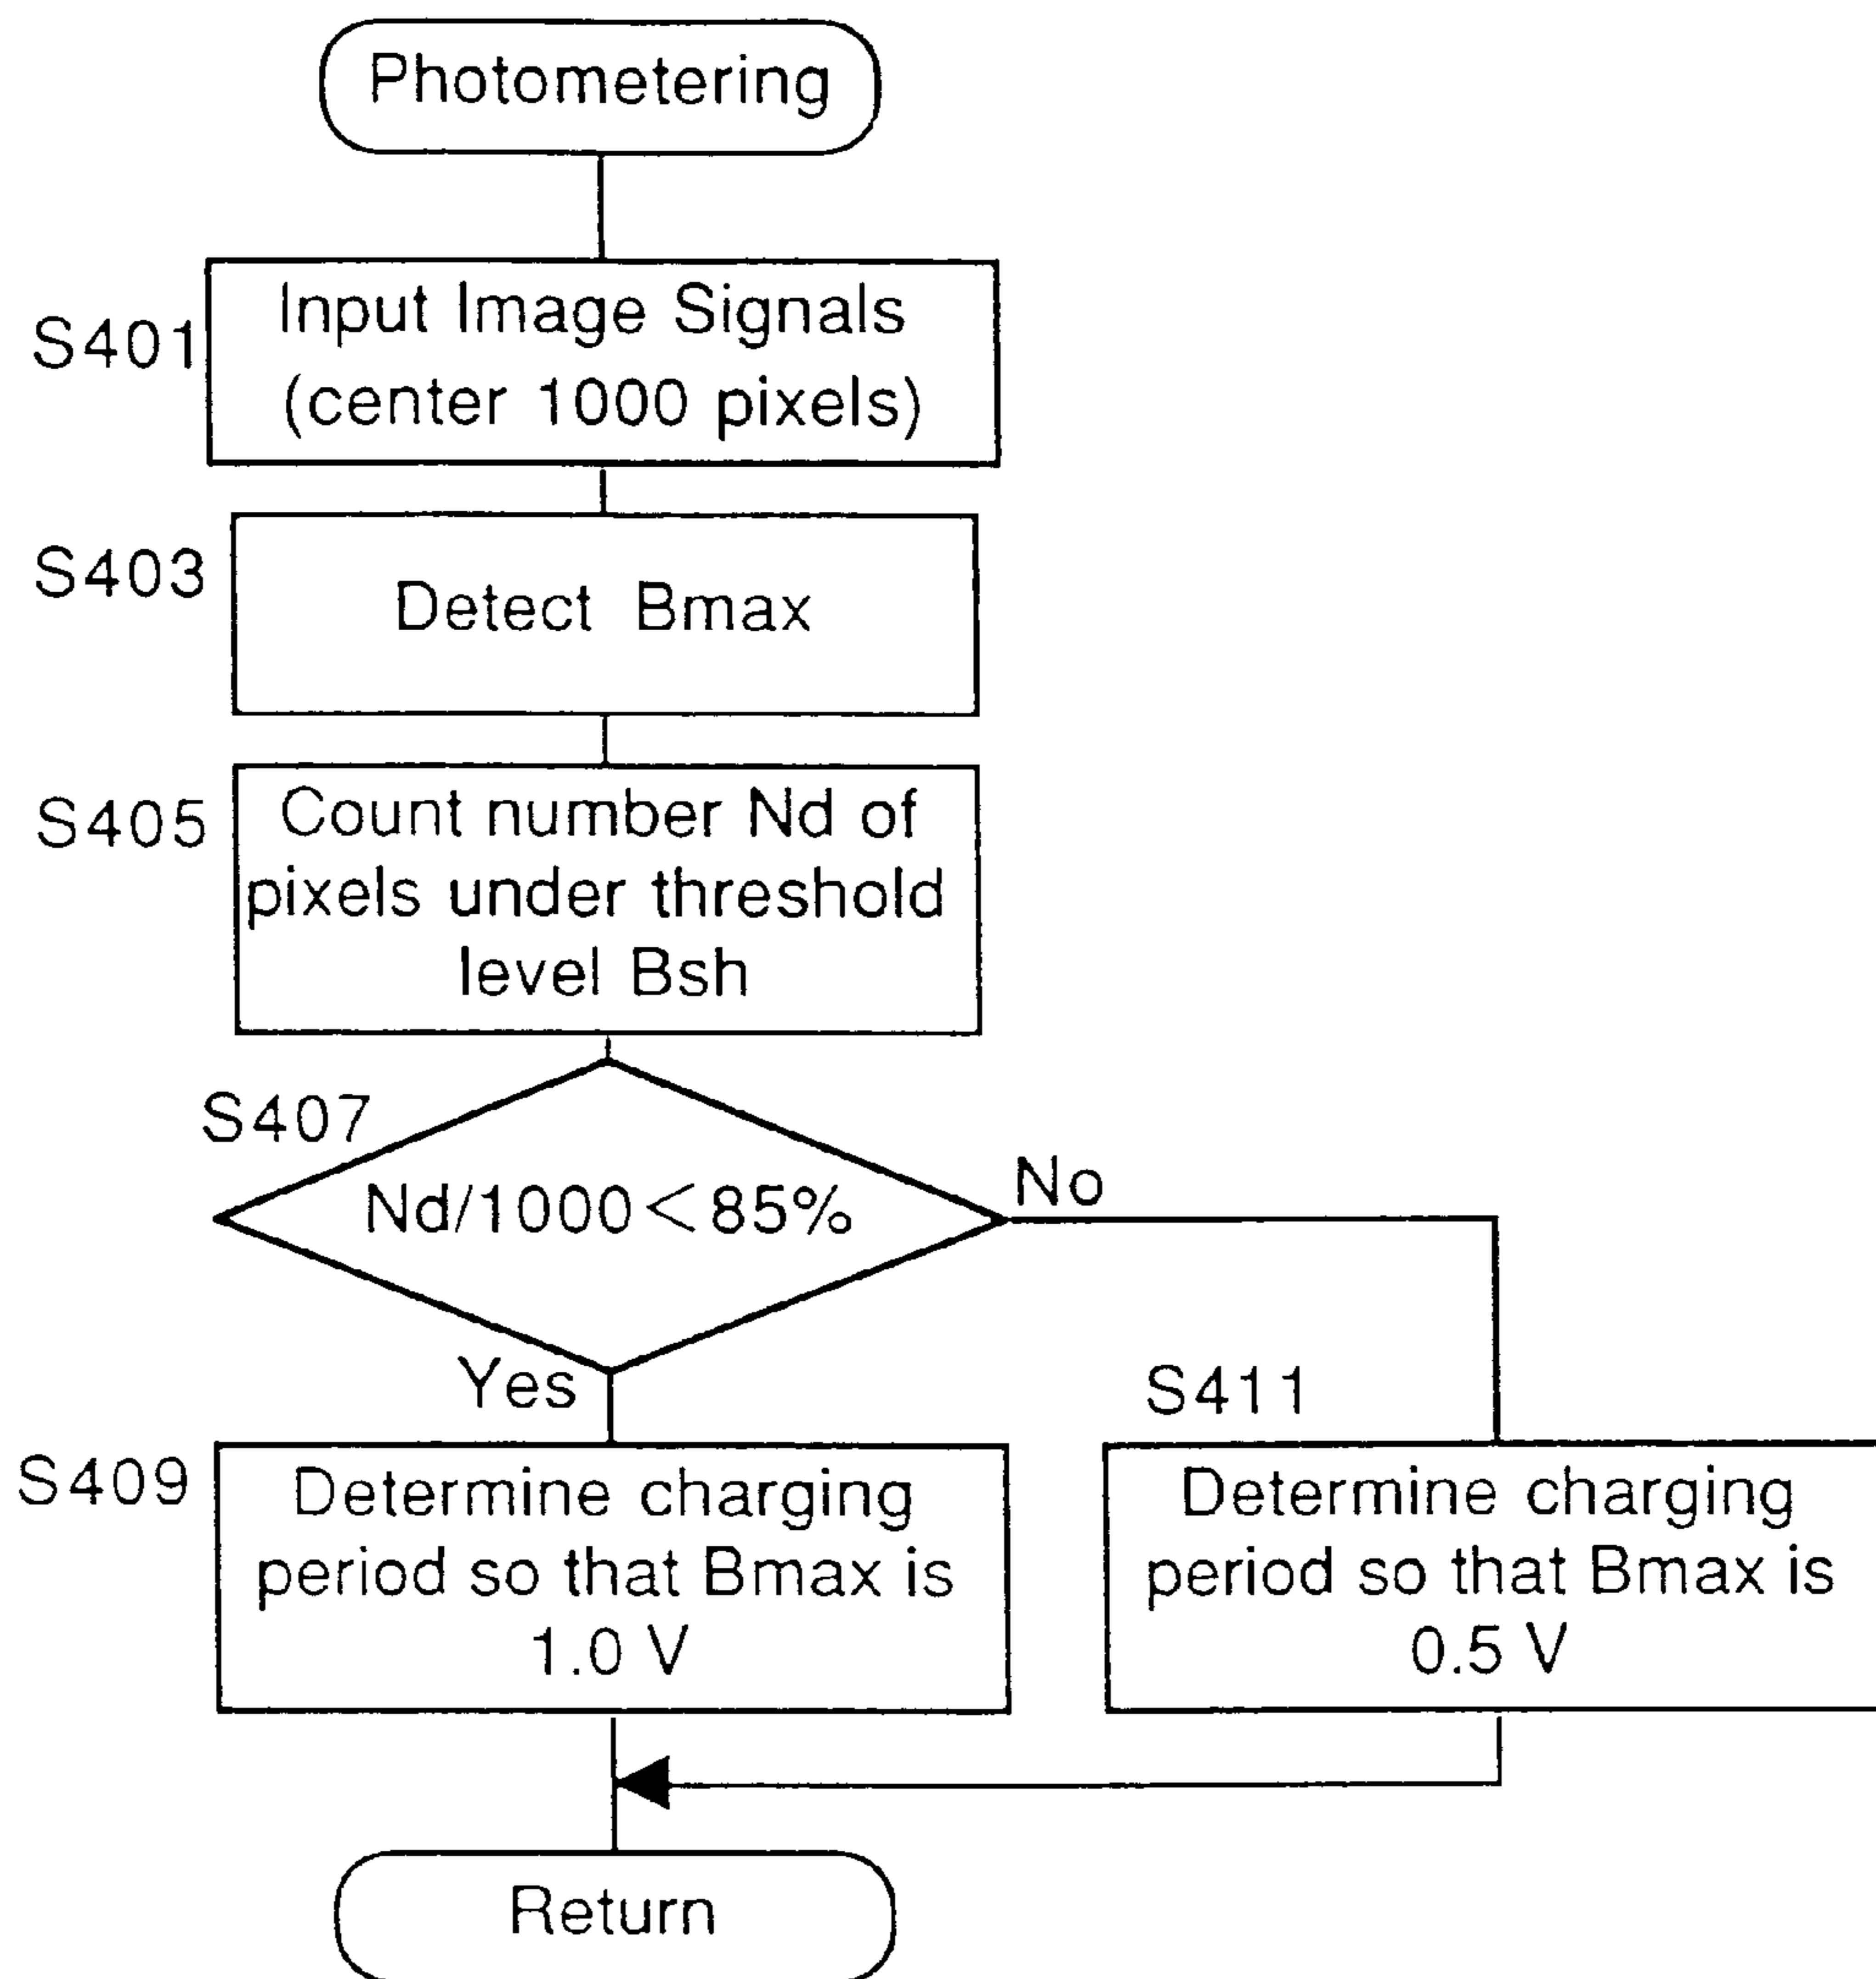 Photometering
S401
Input Image Signals
(center 1000 pixels)
S403
Detect Bmax
S405
Count number Nd of
pixels under threshold
level Bsh
S407
Nd/1000<85%
No
Yes
S409
Determine charging
period so that Bmax is
1.0 V
S411
Determine charging
period so that Bmax is
0.5 V
Return